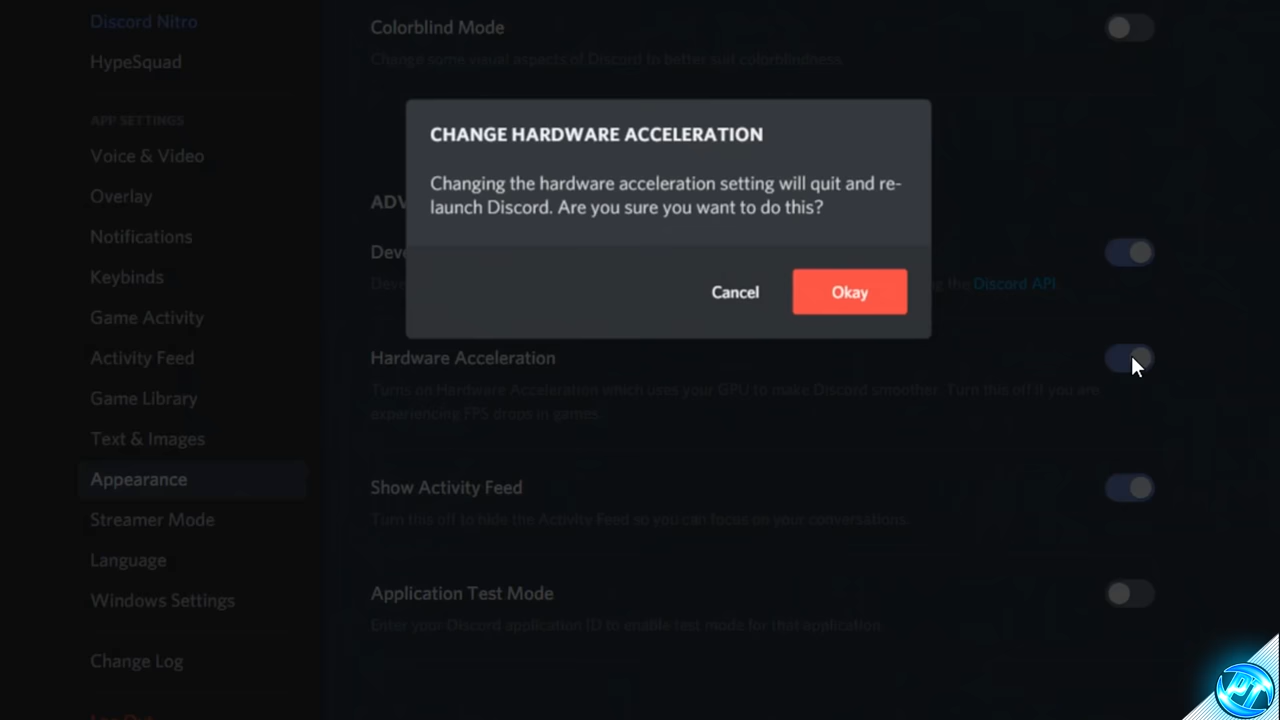 Discord Nitro
HypeSquad
APP SETTINGS
Voice & Video
Overlay
Notifications
Keybinds
Game Activity
Activity Feed
Game Library
Text & Images
Appearance
Streamer Mode
Language
Windows Settings
Change Log
Colorblind Mode
Change some visual aspects of Discord to better suit colorblindness.
CHANGE HARDWARE ACCELERATION
Changing the hardware acceleration setting will quit and re-
launch Discord. Are you sure you want to do this?
Cancel
Okay
ADV
Deve
Deve
ng the Discord API.
Hardware Acceleration
Turns on Hardware Acceleration which uses your GPU to make Discord smoother. Turn this off if you are
experiencing FPS drops in games.
Show Activity Feed
Turn this off to hide the Activity Feed so you can focus on your conversations.
Application Test Mode
Enter your Discord application ID to enable test mode for that application.
PT